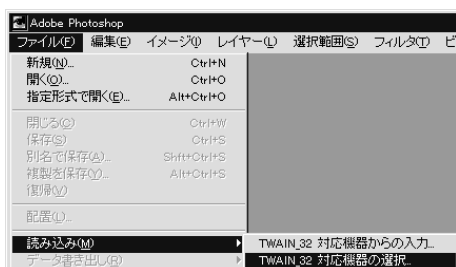 Adobe Photoshop
ファイル(F) 編集(E) イメージ(I) レイヤー(L) 選択範囲(S) フィルタ(T) ビ
新規(N)... Ctrl+N
開く(O)... Ctrl+O
指定形式で開く(E)... Alt+Ctrl+O
閉じる(C) Ctrl+W
保存(S) Ctrl+S
別名で保存(A)... Shft+Ctrl+S
複製を保存(Y)... Alt+Ctrl+S
復帰(V)
配置(L)...
読み込み(M) TWAIN_32 対応機器からの入力...
データ書き出し(R) TWAIN_32 対応機器の選択...